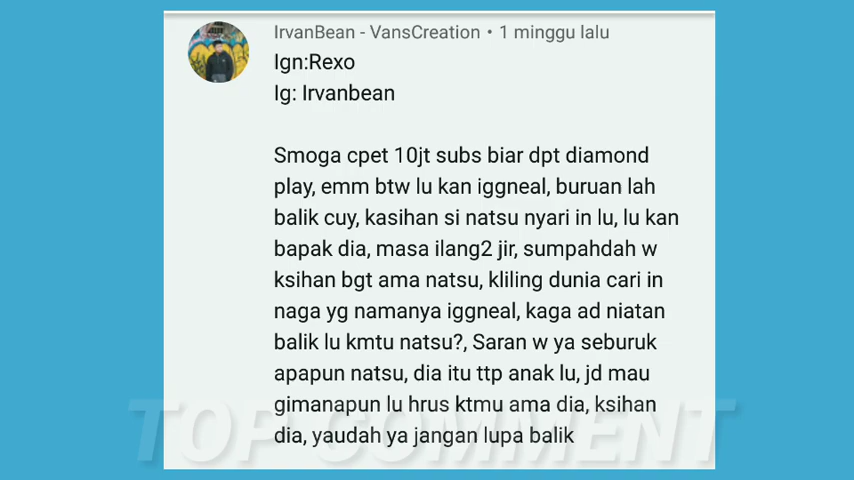 IrvanBean - VansCreation • 1 minggu lalu
Ign:Rexo
Ig: Irvanbean
Smoga cpet 10jt subs biar dpt diamond
play, emm btw lu kan iggneal, buruan lah
balik cuy, kasihan si natsu nyari in lu, lu kan
bapak dia, masa ilang2 jir, sumpahdah w
ksihan bgt ama natsu, kliling dunia cari in
naga yg namanya iggneal, kaga ad niatan
balik lu kmtu natsu?, Saran w ya seburuk
apapun natsu, dia itu ttp anak lu, jd mau
gimanapun lu hrus ktmu ama dia, ksihan
dia, yaudah ya jangan lupa balik
TOP COMMENT